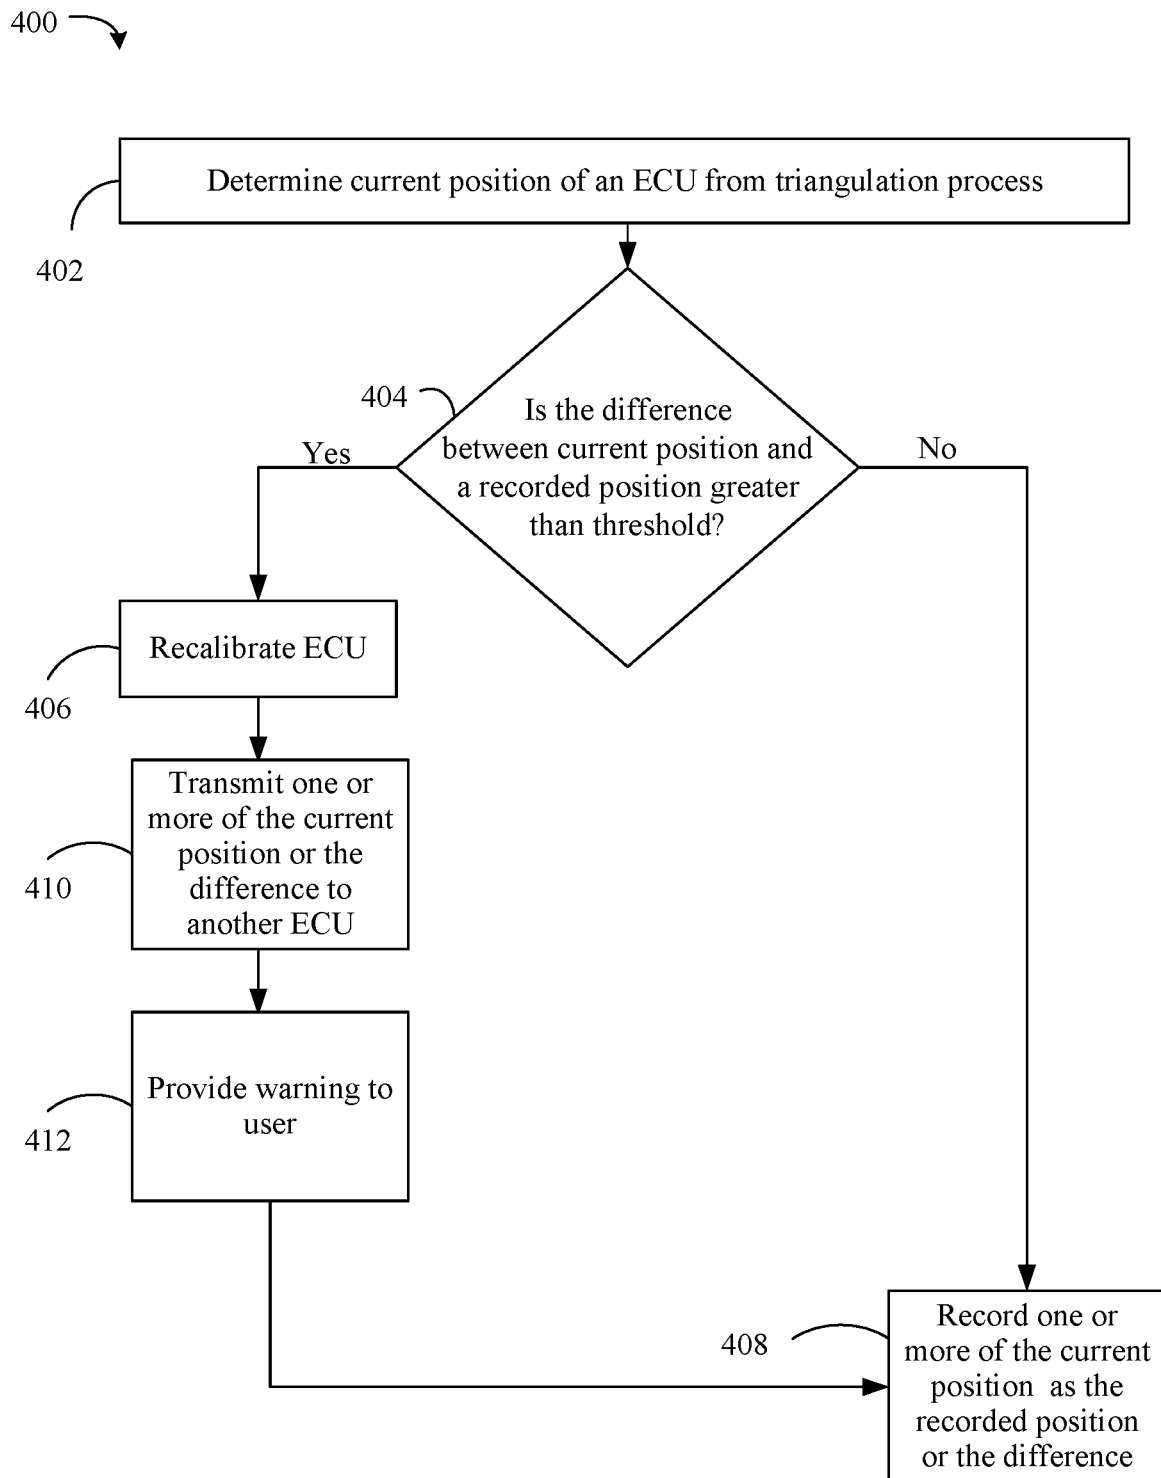 400
Determine current position of an ECU from triangulation process
402
404
Is the difference
between current position and
a recorded position greater
than threshold?
Yes
No
Recalibrate ECU
406
Transmit one or
more of the current
position or the
difference to
another ECU
410
Provide warning to
user
412
408
Record one or
more of the current
position as the
recorded position
or the difference